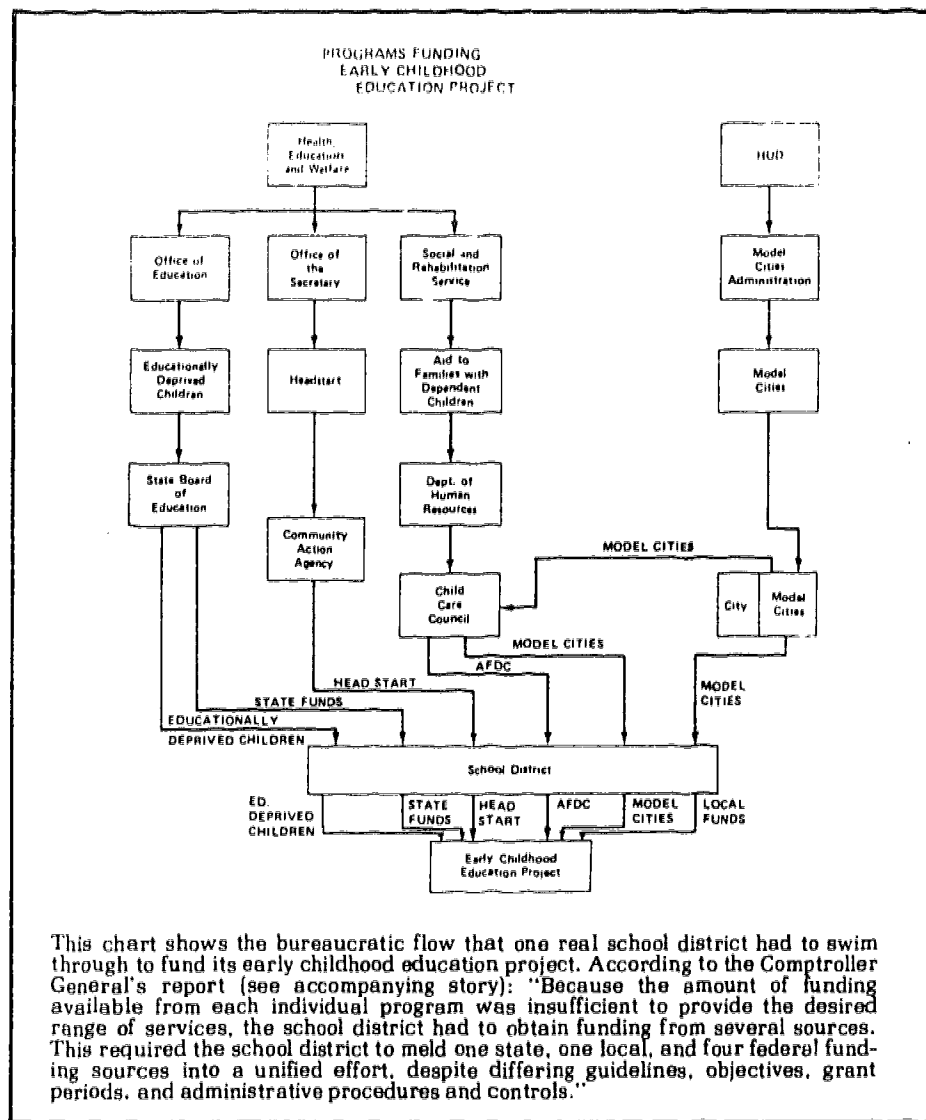 PROGRAMS FUNDING
EARLY CHILDHOOD
EDUCATION PROJECT
Health,
Education
and Welfare
HUD
Office of
Education
Office of
the
Secretary
Social and
Rehabilitation
Service
Model
Cities
Administration
Educationally
Deprived
Children
Headstart
Aid to
Families with
Dependent
Children
Model
Cities
State Board
of
Education
Dept. of
Human
Resources
Community
Action
Agency
MODEL CITIES
Child
Care
Council
City
Model
Cities
MODEL CITIES
AFDC
HEAD START
MODEL
CITIES
STATE FUNDS
EDUCATIONALLY
DEPRIVED CHILDREN
School District
ED.
DEPRIVED
CHILDREN
STATE
FUNDS
HEAD
START
AFDC
MODEL
CITIES
LOCAL
FUNDS
Early Childhood
Education Project
This chart shows the bureaucratic flow that one real school district had to swim
through to fund its early childhood education project. According to the Comptroller
General's report (see accompanying story): "Because the amount of funding
available from each individual program was insufficient to provide the desired
range of services, the school district had to obtain funding from several sources.
This required the school district to meld one state, one local, and four federal fund-
ing sources into a unified effort, despite differing guidelines, objectives, grant
periods, and administrative procedures and controls."